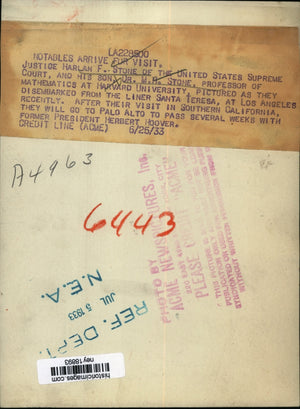 LA228500
NOTABLES ARRIVE FOR VISIT.
JUSTICE HARLAN F. STONE OF THE UNITED STATES SUPREME
COURT, AND HIS SON, DR. M.H. STONE, PROFESSOR OF
MATHEMATICS AT HARVARD UNIVERSITY, PICTURED AS THEY
DISEMBARKED FROM THE LINER SANTA TERESA, AT LOS ANGELES
RECENTLY. AFTER THEIR VISIT IN SOUTHERN CALIFORNIA,
THEY WILL GO TO PALO ALTO TO PASS SEVERAL WEEKS WITH
FORMER PRESIDENT HERBERT HOOVER.
CREDIT LINE (ACME) 6/25/33
A4963
6443
PHOTO BY
"ACME NEWSPICTURES, Inc.
PLEASE CREDIT "ACME"
REF. DEPT.
JUL 5 1933
N.E.A.
historicimages.com
ney18893